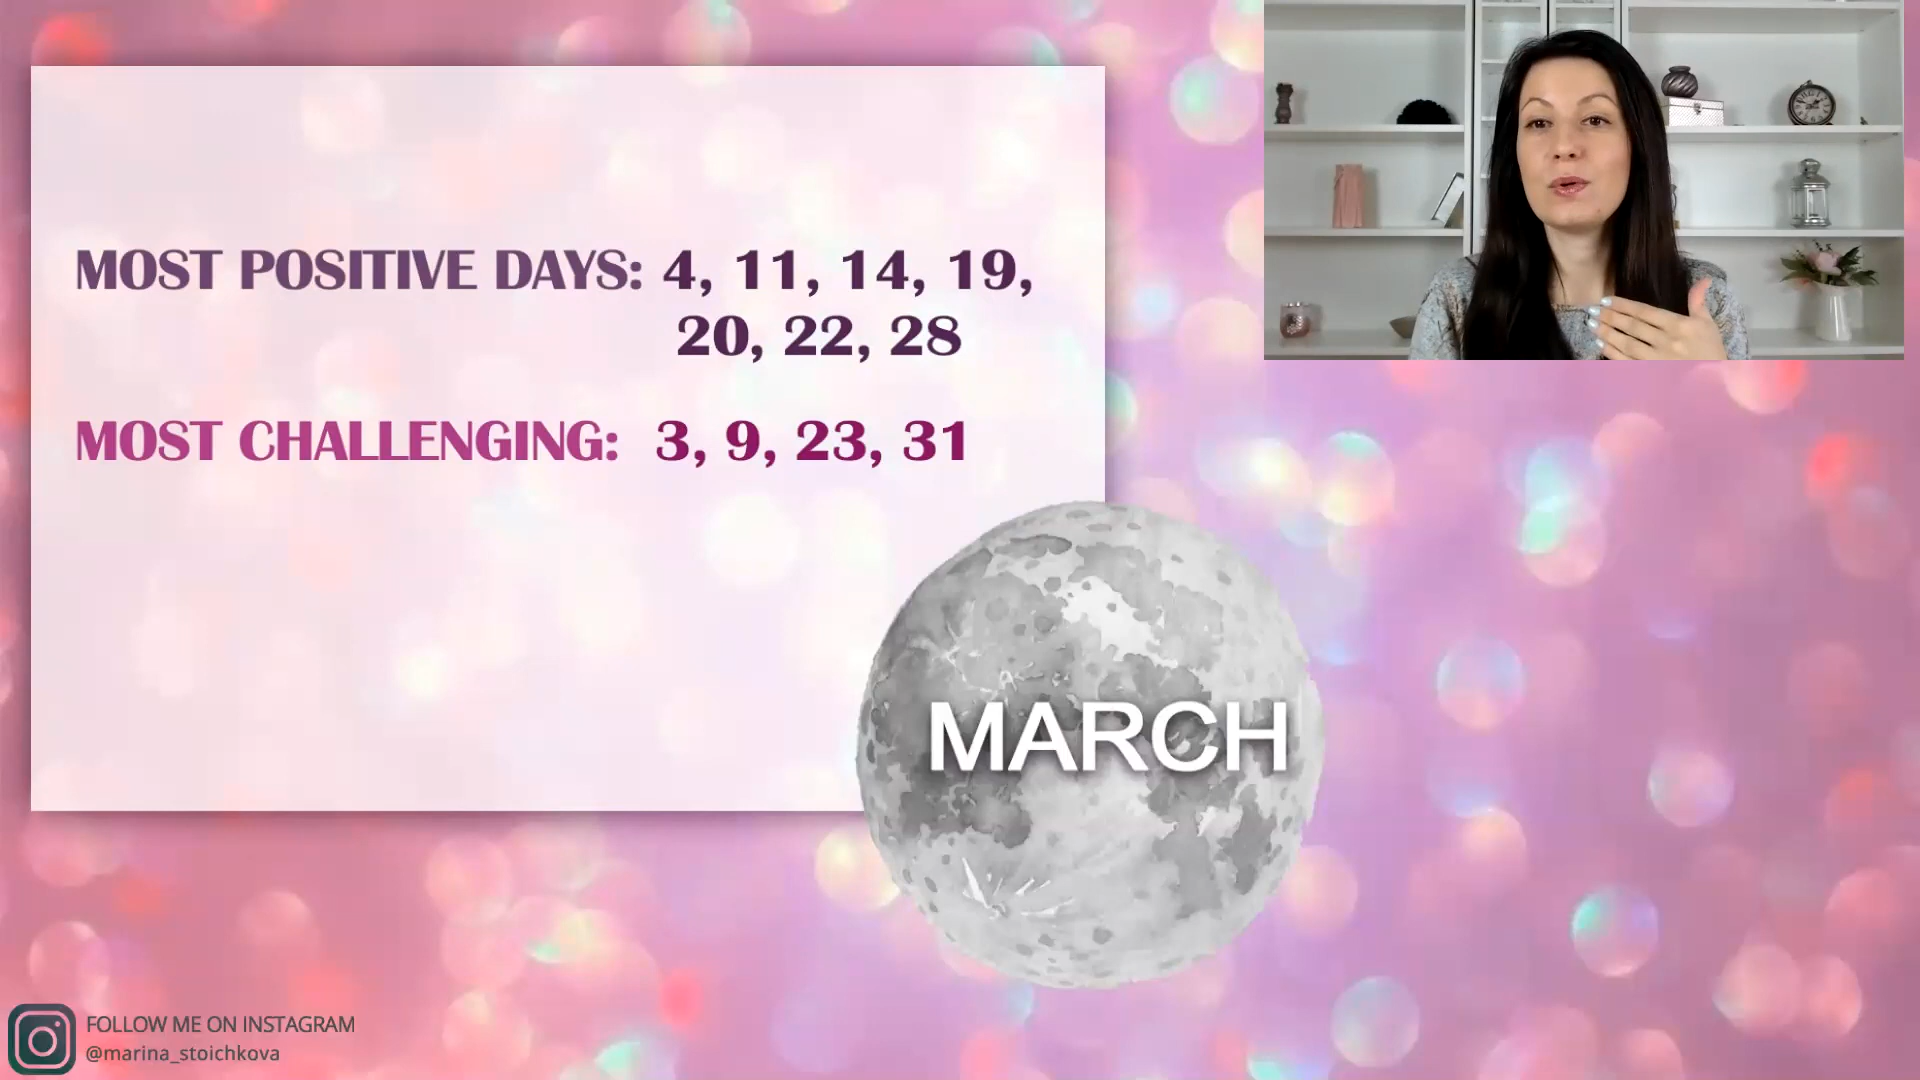 MOST POSITIVE DAYS: 4, 11, 14, 19,
20, 22, 28
MOST CHALLENGING: 3, 9, 23, 31
MARCH
FOLLOW ME ON INSTAGRAM
@marina_stoichkova